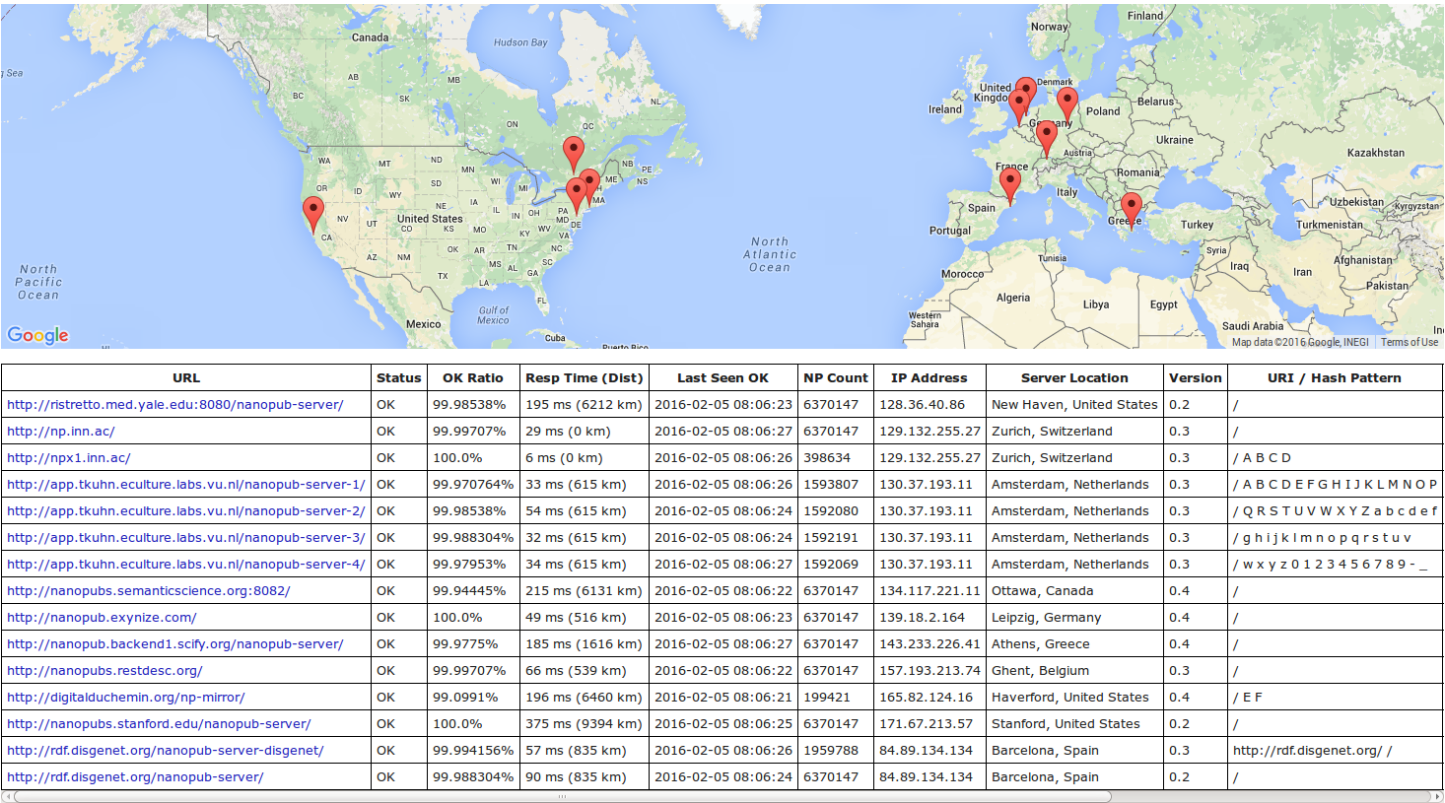 Canada
Hudson Bay
Norway
Finland
g Sea
AB
MB
BC
SK
NL
ON
QC
United
Kingdo
Denmark
Ireland
Germany
Poland
Belarus
Ukraine
Kazakhstan
France
Austria
Romania
WA
MT
ND
MN
NB
PE
OR
ID
SD
WI
MI
ME
NS
WY
NE
IA
MA
NV
UT
United States
CO
KS
MO
IL
IN
OH
PA
MD
DE
KY
WV
VA
CA
AZ
NM
OK
AR
TN
NC
SC
TX
MS
AL
GA
LA
FL
Italy
Spain
Portugal
Greece
Turkey
Uzbekistan
Kyrgyzstan
Turkmenistan
North
Atlantic
Ocean
Tunisia
Syria
Iraq
Iran
Afghanistan
Pakistan
North
Pacific
Ocean
Morocco
Algeria
Libya
Egypt
Western
Sahara
Saudi Arabia
In
Gulf of
Mexico
Mexico
Cuba
Puerto Rico
Google
Map data ©2016 Google, INEGI Terms of Use
URL Status OK Ratio Resp Time (Dist) Last Seen OK NP Count IP Address Server Location Version URI / Hash Pattern
http://ristretto.med.yale.edu:8080/nanopub-server/ OK 99.98538% 195 ms (6212 km) 2016-02-05 08:06:23 6370147 128.36.40.86 New Haven, United States 0.2 /
http://np.inn.ac/ OK 99.99707% 29 ms (0 km) 2016-02-05 08:06:27 6370147 129.132.255.27 Zurich, Switzerland 0.3 /
http://npx1.inn.ac/ OK 100.0% 6 ms (0 km) 2016-02-05 08:06:26 398634 129.132.255.27 Zurich, Switzerland 0.3 / A B C D
http://app.tkuhn.eculture.labs.vu.nl/nanopub-server-1/ OK 99.970764% 33 ms (615 km) 2016-02-05 08:06:26 1593807 130.37.193.11 Amsterdam, Netherlands 0.3 / A B C D E F G H I J K L M N O P
http://app.tkuhn.eculture.labs.vu.nl/nanopub-server-2/ OK 99.98538% 54 ms (615 km) 2016-02-05 08:06:24 1592080 130.37.193.11 Amsterdam, Netherlands 0.3 / Q R S T U V W X Y Z a b c d e f
http://app.tkuhn.eculture.labs.vu.nl/nanopub-server-3/ OK 99.988304% 32 ms (615 km) 2016-02-05 08:06:24 1592191 130.37.193.11 Amsterdam, Netherlands 0.3 / g h i j k l m n o p q r s t u v
http://app.tkuhn.eculture.labs.vu.nl/nanopub-server-4/ OK 99.97953% 34 ms (615 km) 2016-02-05 08:06:27 1592069 130.37.193.11 Amsterdam, Netherlands 0.3 / w x y z 0 1 2 3 4 5 6 7 8 9 - _
http://nanopubs.semanticscience.org:8082/ OK 99.94445% 215 ms (6131 km) 2016-02-05 08:06:22 6370147 134.117.221.11 Ottawa, Canada 0.4 /
http://nanopub.exynize.com/ OK 100.0% 49 ms (516 km) 2016-02-05 08:06:23 6370147 139.18.2.164 Leipzig, Germany 0.4 /
http://nanopub.backend1.scify.org/nanopub-server/ OK 99.9775% 185 ms (1616 km) 2016-02-05 08:06:27 6370147 143.233.226.41 Athens, Greece 0.4 /
http://nanopubs.restdesc.org/ OK 99.99707% 66 ms (539 km) 2016-02-05 08:06:22 6370147 157.193.213.74 Ghent, Belgium 0.3 /
http://digitalduchemin.org/np-mirror/ OK 99.0991% 196 ms (6460 km) 2016-02-05 08:06:21 199421 165.82.124.16 Haverford, United States 0.4 / E F
http://nanopubs.stanford.edu/nanopub-server/ OK 100.0% 375 ms (9394 km) 2016-02-05 08:06:25 6370147 171.67.213.57 Stanford, United States 0.2 /
http://rdf.disgenet.org/nanopub-server-disgenet/ OK 99.994156% 57 ms (835 km) 2016-02-05 08:06:26 1959788 84.89.134.134 Barcelona, Spain 0.3 http://rdf.disgenet.org/ /
http://rdf.disgenet.org/nanopub-server/ OK 99.988304% 90 ms (835 km) 2016-02-05 08:06:24 6370147 84.89.134.134 Barcelona, Spain 0.2 /